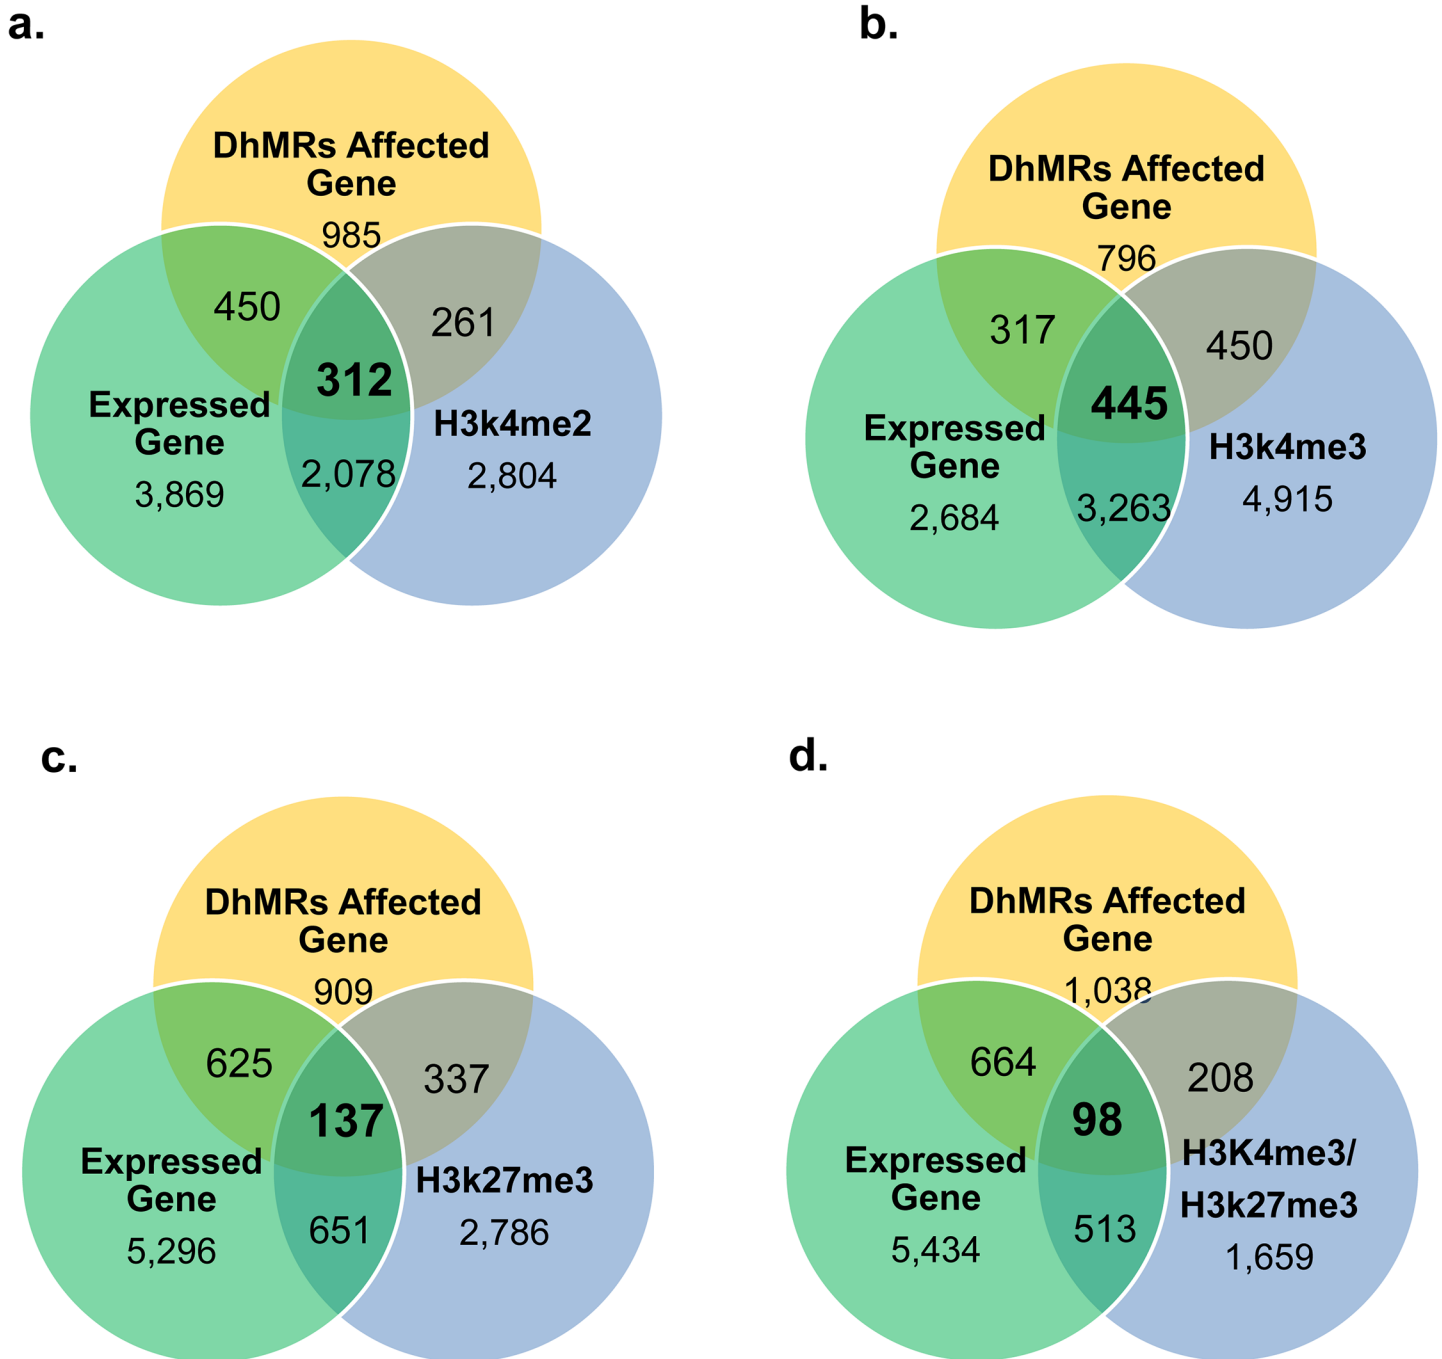 a.
DhMRs Affected
Gene
985
450
261
312
Expressed
Gene
3,869
H3k4me2
2,804
2,078
b.
DhMRs Affected
Gene
796
317
450
445
Expressed
Gene
2,684
H3k4me3
4,915
3,263
c.
DhMRs Affected
Gene
909
625
337
137
Expressed
Gene
5,296
H3k27me3
2,786
651
d.
DhMRs Affected
Gene
1,038
664
208
98
Expressed
Gene
5,434
H3K4me3/
H3k27me3
1,659
513